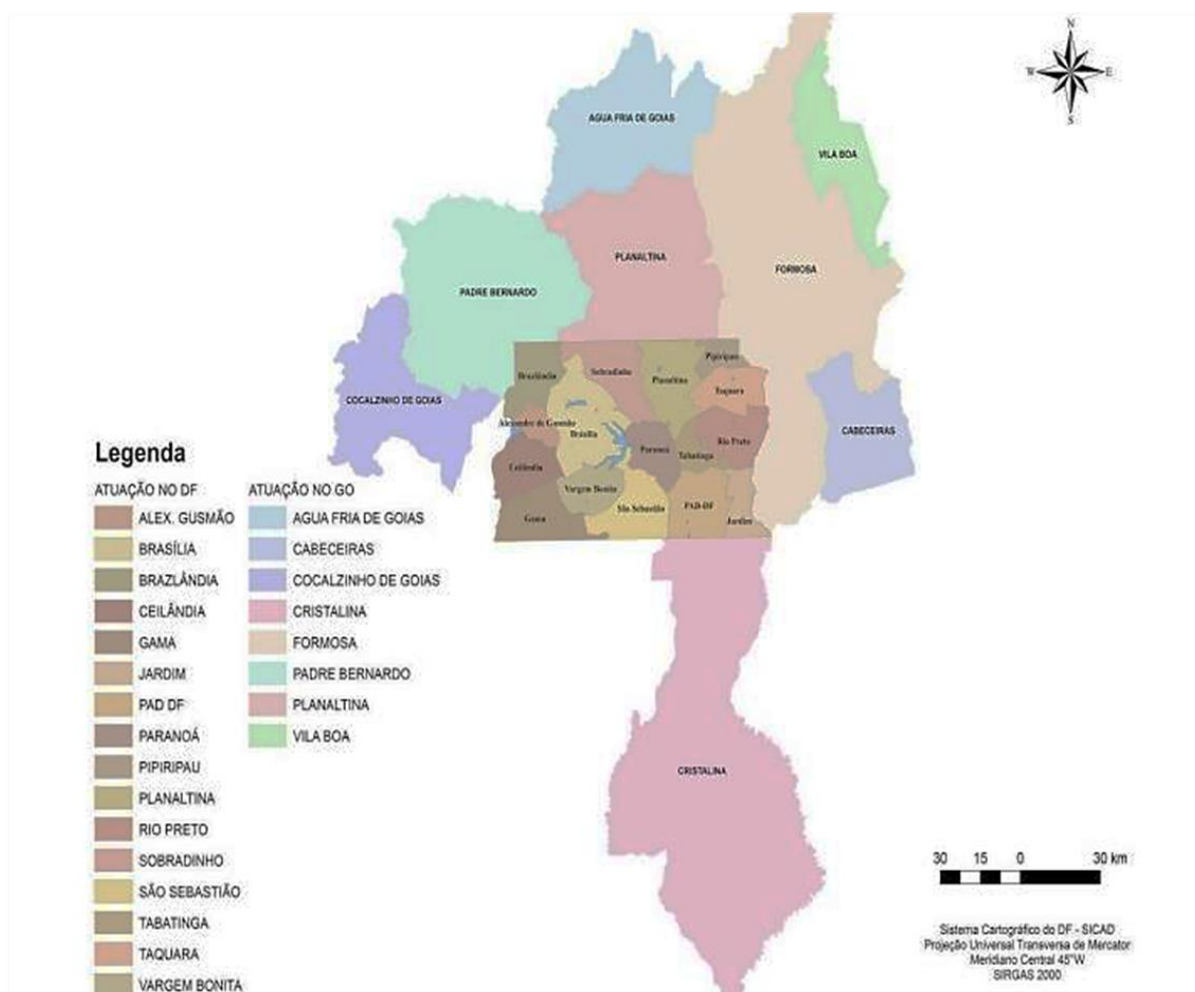 N
W
E
S
AGUA FRIA DE GOIAS
VILA BOA
PLANALTINA
FORMOSA
PADRE BERNARDO
COCALZINHO DE GOIAS
CABECEIRAS
CRISTALINA
Brazlândia
Sobradinho
Planaltina
Pipiripau
Taquara
Alexandre de Gusmão
Brasília
Paranoá
Tabatinga
Rio Preto
Ceilândia
Vargem Bonita
São Sebastião
PAD-DF
Gama
Jardim
Legenda
ATUAÇÃO NO DF
ALEX. GUSMÃO
BRASÍLIA
BRAZLÂNDIA
CEILÂNDIA
GAMA
JARDIM
PAD DF
PARANOÁ
PIPIRIPAU
PLANALTINA
RIO PRETO
SOBRADINHO
SÃO SEBASTIÃO
TABATINGA
TAQUARA
VARGEM BONITA
ATUAÇÃO NO GO
AGUA FRIA DE GOIAS
CABECEIRAS
COCALZINHO DE GOIAS
CRISTALINA
FORMOSA
PADRE BERNARDO
PLANALTINA
VILA BOA
30 15 0 30 km
Sistema Cartográfico do DF - SICAD
Projeção Universal Transversa de Mercator
Meridiano Central 45°W
SIRGAS 2000